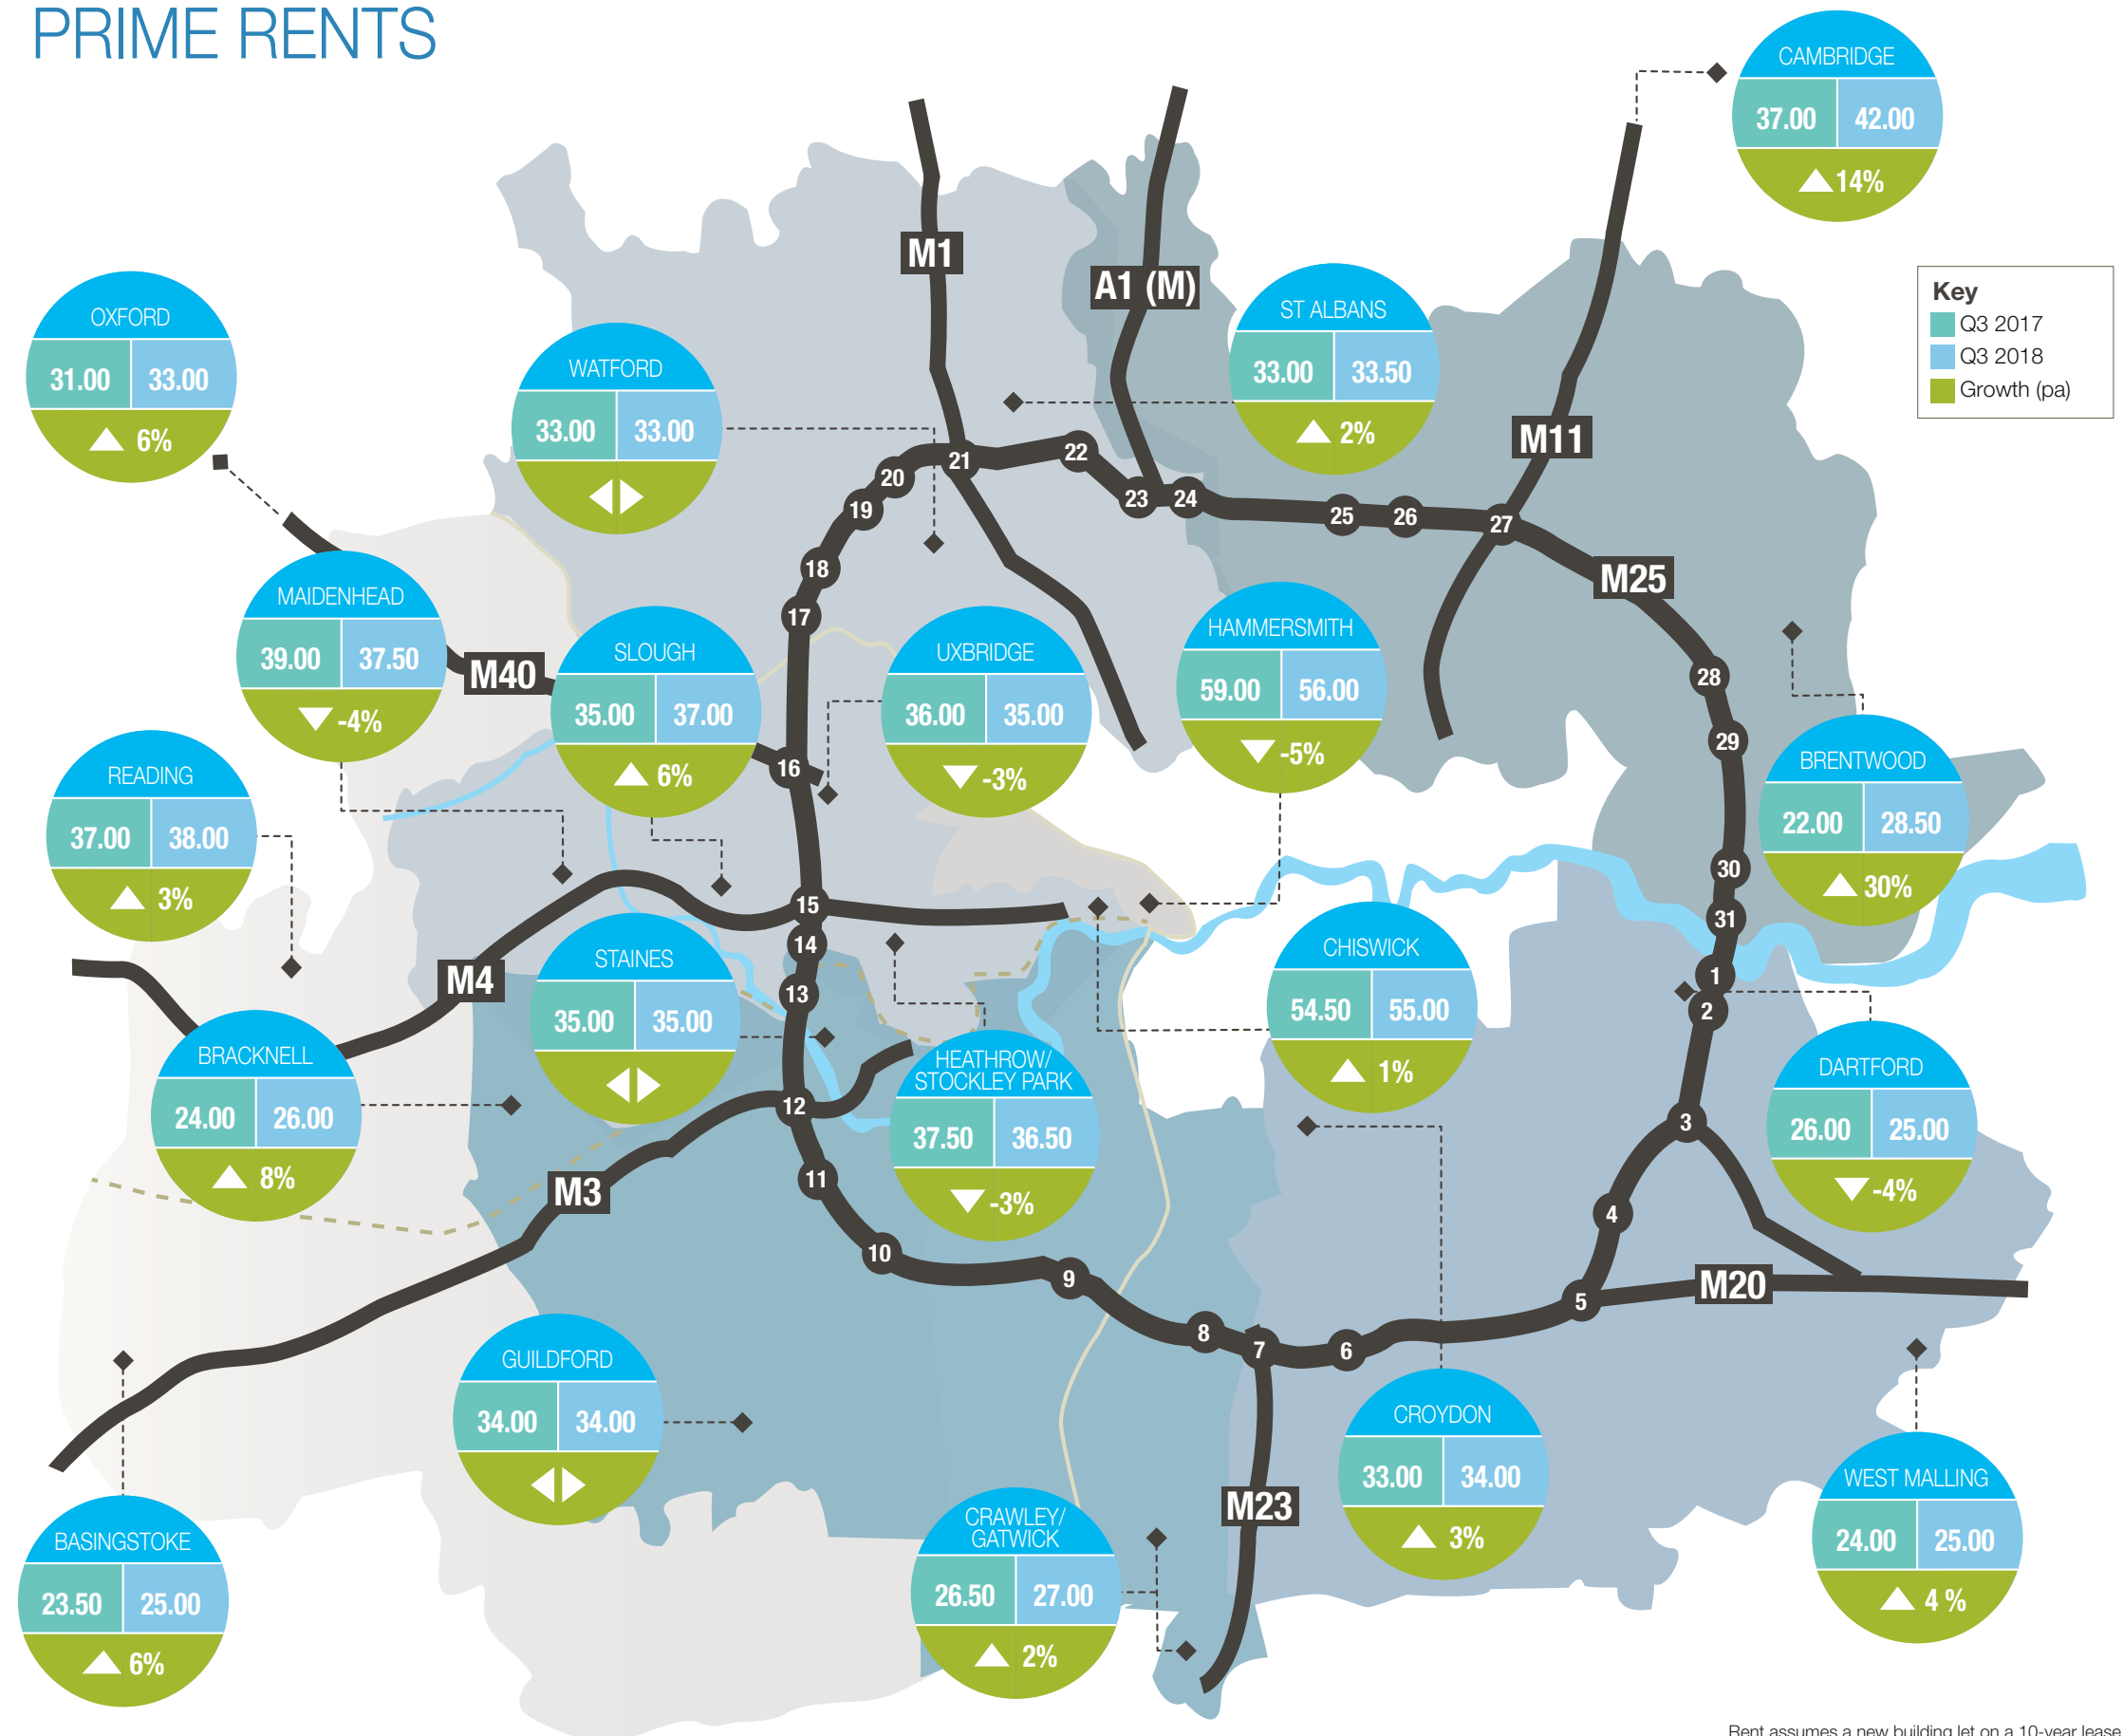 PRIME RENTS
CAMBRIDGE
37.00 42.00
14%
Key
Q3 2017
Q3 2018
Growth (pa)
M1
A1 (M)
OXFORD
31.00 33.00
6%
WATFORD
33.00 33.00
ST ALBANS
33.00 33.50
2%
M11
22
21
20
19
23
24
25
26
27
18
17
M25
MAIDENHEAD
39.00 37.50
-4%
M40
SLOUGH
35.00 37.00
6%
UXBRIDGE
36.00 35.00
-3%
HAMMERSMITH
59.00 56.00
-5%
28
29
16
READING
37.00 38.00
3%
BRENTWOOD
22.00 28.50
30%
30
31
15
14
13
M4
STAINES
35.00 35.00
CHISWICK
54.50 55.00
1%
1
2
BRACKNELL
24.00 26.00
8%
HEATHROW/
STOCKLEY PARK
37.50 36.50
-3%
DARTFORD
26.00 25.00
-4%
12
3
11
M3
4
10
9
M20
5
8
7
6
GUILDFORD
34.00 34.00
CROYDON
33.00 34.00
3%
WEST MALLING
24.00 25.00
4 %
M23
BASINGSTOKE
23.50 25.00
6%
CRAWLEY/
GATWICK
26.50 27.00
2%
Rent assumes a new building let on a 10-year lease